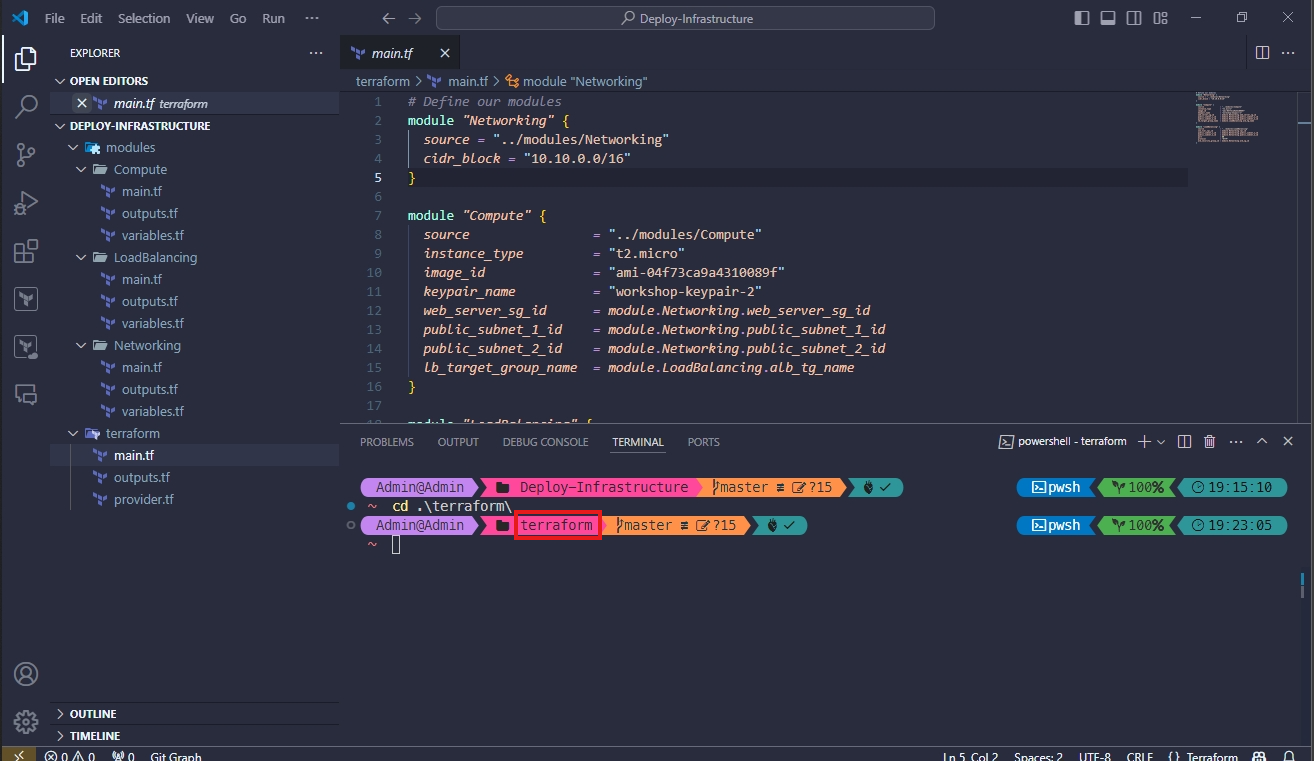 File Edit Selection View Go Run ···
Deploy-Infrastructure
EXPLORER ···
OPEN EDITORS
main.tf terraform
DEPLOY-INFRASTRUCTURE
modules
Compute
main.tf
outputs.tf
variables.tf
LoadBalancing
main.tf
outputs.tf
variables.tf
Networking
main.tf
outputs.tf
variables.tf
terraform
main.tf
outputs.tf
provider.tf
OUTLINE
TIMELINE
main.tf
terraform > main.tf > module "Networking"
1 # Define our modules
2 module "Networking" {
3 source = "../modules/Networking"
4 cidr_block = "10.10.0.0/16"
5 }
6
7 module "Compute" {
8 source = "../modules/Compute"
9 instance_type = "t2.micro"
10 image_id = "ami-04f73ca9a4310089f"
11 keypair_name = "workshop-keypair-2"
12 web_server_sg_id = module.Networking.web_server_sg_id
13 public_subnet_1_id = module.Networking.public_subnet_1_id
14 public_subnet_2_id = module.Networking.public_subnet_2_id
15 lb_target_group_name = module.LoadBalancing.alb_tg_name
16 }
17
18 module "LoadBalancing" {
PROBLEMS OUTPUT DEBUG CONSOLE TERMINAL PORTS
powershell - terraform
Admin@Admin Deploy-Infrastructure master ≢ ?15 ✓ pwsh 100% 19:15:10
~ cd .\terraform\
Admin@Admin terraform master ≢ ?15 ✓ pwsh 100% 19:23:05
~
0 0 0 Git Graph
Ln 5, Col 2 Spaces: 2 UTF-8 CRLF {} Terraform